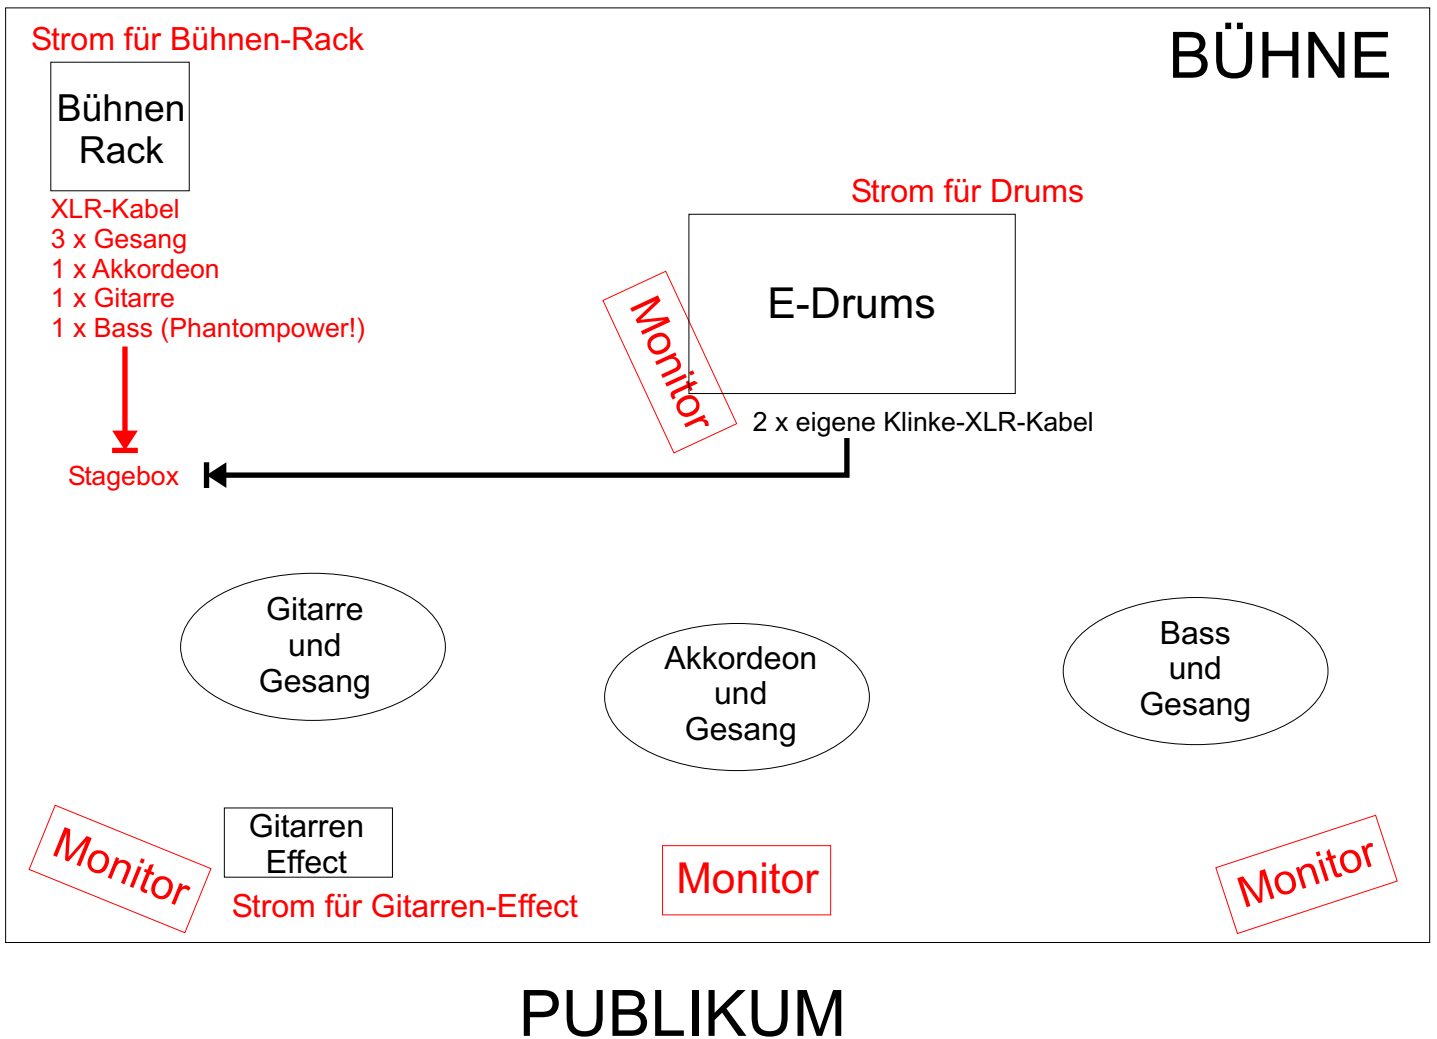 Strom für Bühnen-Rack
BÜHNE
Bühnen
Rack
XLR-Kabel
3 x Gesang
1 x Akkordeon
1 x Gitarre
1 x Bass (Phantompower!)
Stagebox
Strom für Drums
E-Drums
Monitor
2 x eigene Klinke-XLR-Kabel
Gitarre
und
Gesang
Akkordeon
und
Gesang
Bass
und
Gesang
Monitor
Gitarren
Effect
Strom für Gitarren-Effect
Monitor
Monitor
PUBLIKUM